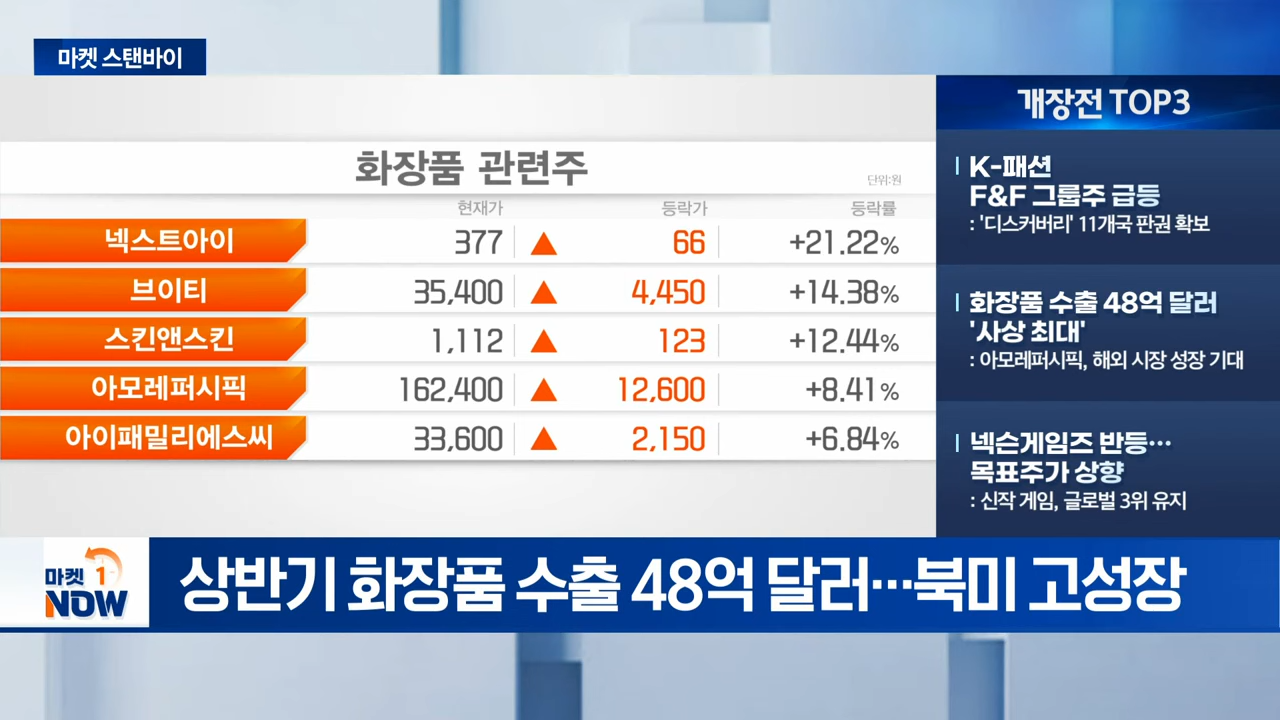 마켓 스탠바이
화장품 관련주
단위:원
현재가 등락가 등락률
넥스트아이 377 ▲ 66 +21.22%
브이티 35,400 ▲ 4,450 +14.38%
스킨앤스킨 1,112 ▲ 123 +12.44%
아모레퍼시픽 162,400 ▲ 12,600 +8.41%
아이패밀리에스씨 33,600 ▲ 2,150 +6.84%
개장전 TOP3
K-패션
F&F 그룹주 급등
: '디스커버리' 11개국 판권 확보
화장품 수출 48억 달러
'사상 최대'
: 아모레퍼시픽, 해외 시장 성장 기대
넥슨게임즈 반등…
목표주가 상향
: 신작 게임, 글로벌 3위 유지
마켓 1
NOW
상반기 화장품 수출 48억 달러…북미 고성장